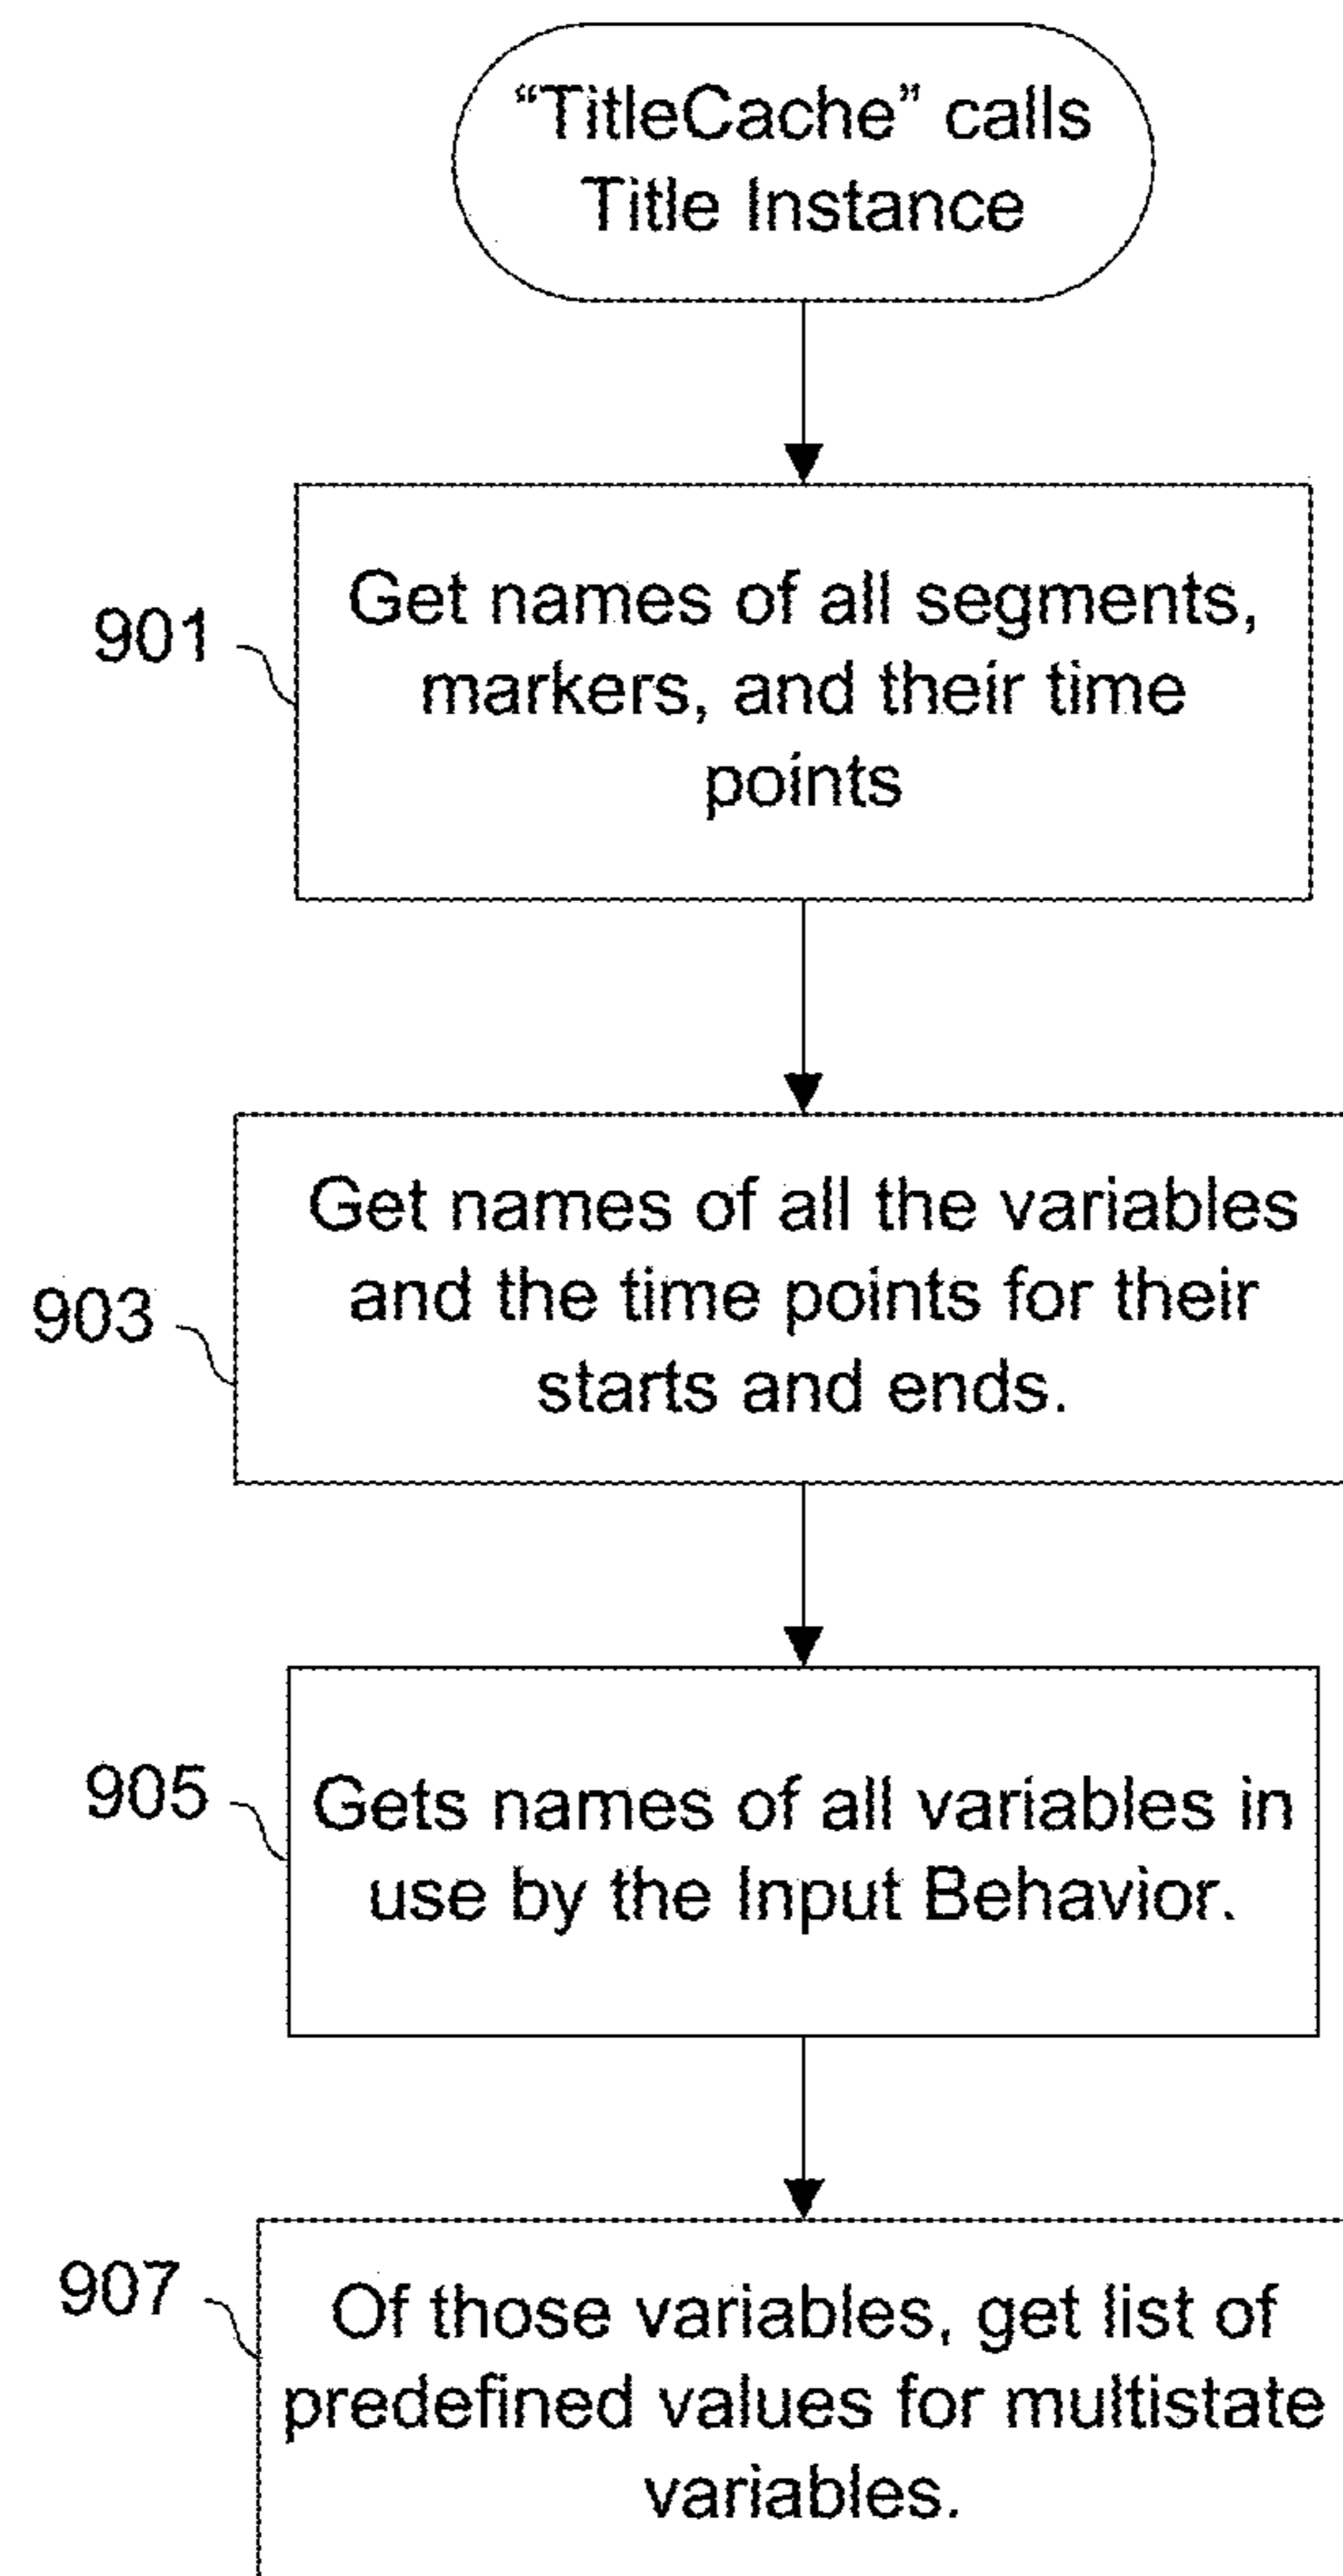 “TitleCache” calls
Title Instance
901
Get names of all segments,
markers, and their time
points
903
Get names of all the variables
and the time points for their
starts and ends.
905
Gets names of all variables in
use by the Input Behavior.
907
Of those variables, get list of
predefined values for multistate
variables.